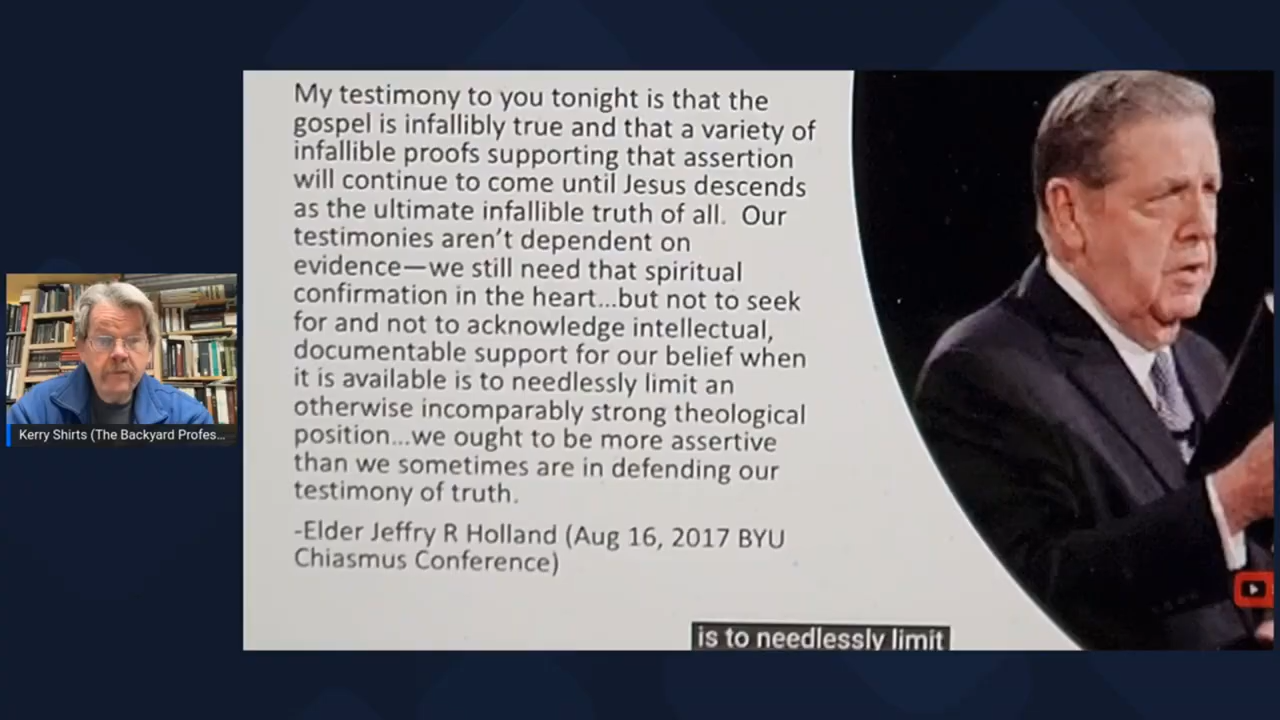 My testimony to you tonight is that the
gospel is infallibly true and that a variety of
infallible proofs supporting that assertion
will continue to come until Jesus descends
as the ultimate infallible truth of all.  Our
testimonies aren’t dependent on
evidence—we still need that spiritual
confirmation in the heart…but not to seek
for and not to acknowledge intellectual,
documentable support for our belief when
it is available is to needlessly limit an
otherwise incomparably strong theological
position…we ought to be more assertive
than we sometimes are in defending our
testimony of truth.
-Elder Jeffry R Holland (Aug 16, 2017 BYU
Chiasmus Conference)
Kerry Shirts (The Backyard Profes...
is to needlessly limit